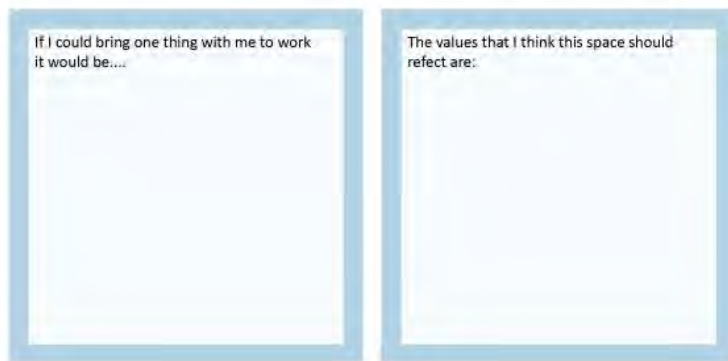 If I could bring one thing with me to work
it would be....
The values that I think this space should
refect are: